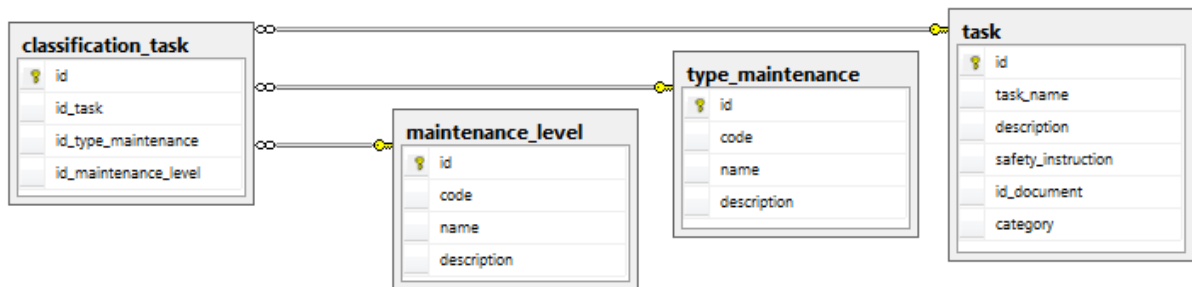 classification_task
id
id_task
id_type_maintenance
id_maintenance_level
maintenance_level
id
code
name
description
type_maintenance
id
code
name
description
task
id
task_name
description
safety_instruction
id_document
category